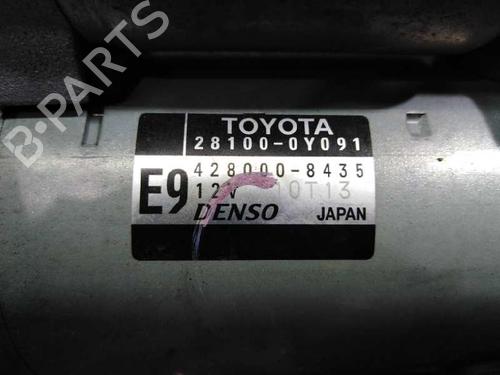 B-PARTS
TOYOTA
28100-0Y091
428000-8435
E9
12V 10T13
DENSO JAPAN